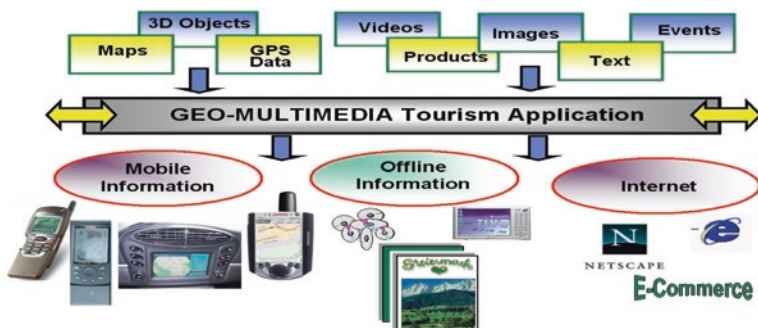 3D Objects
Maps
GPS
Data
Videos
Products
Images
Text
Events
GEO-MULTIMEDIA Tourism Application
Mobile
Information
Offline
Information
Internet
Steiermark
N
NETSCAPE
e
E-Commerce